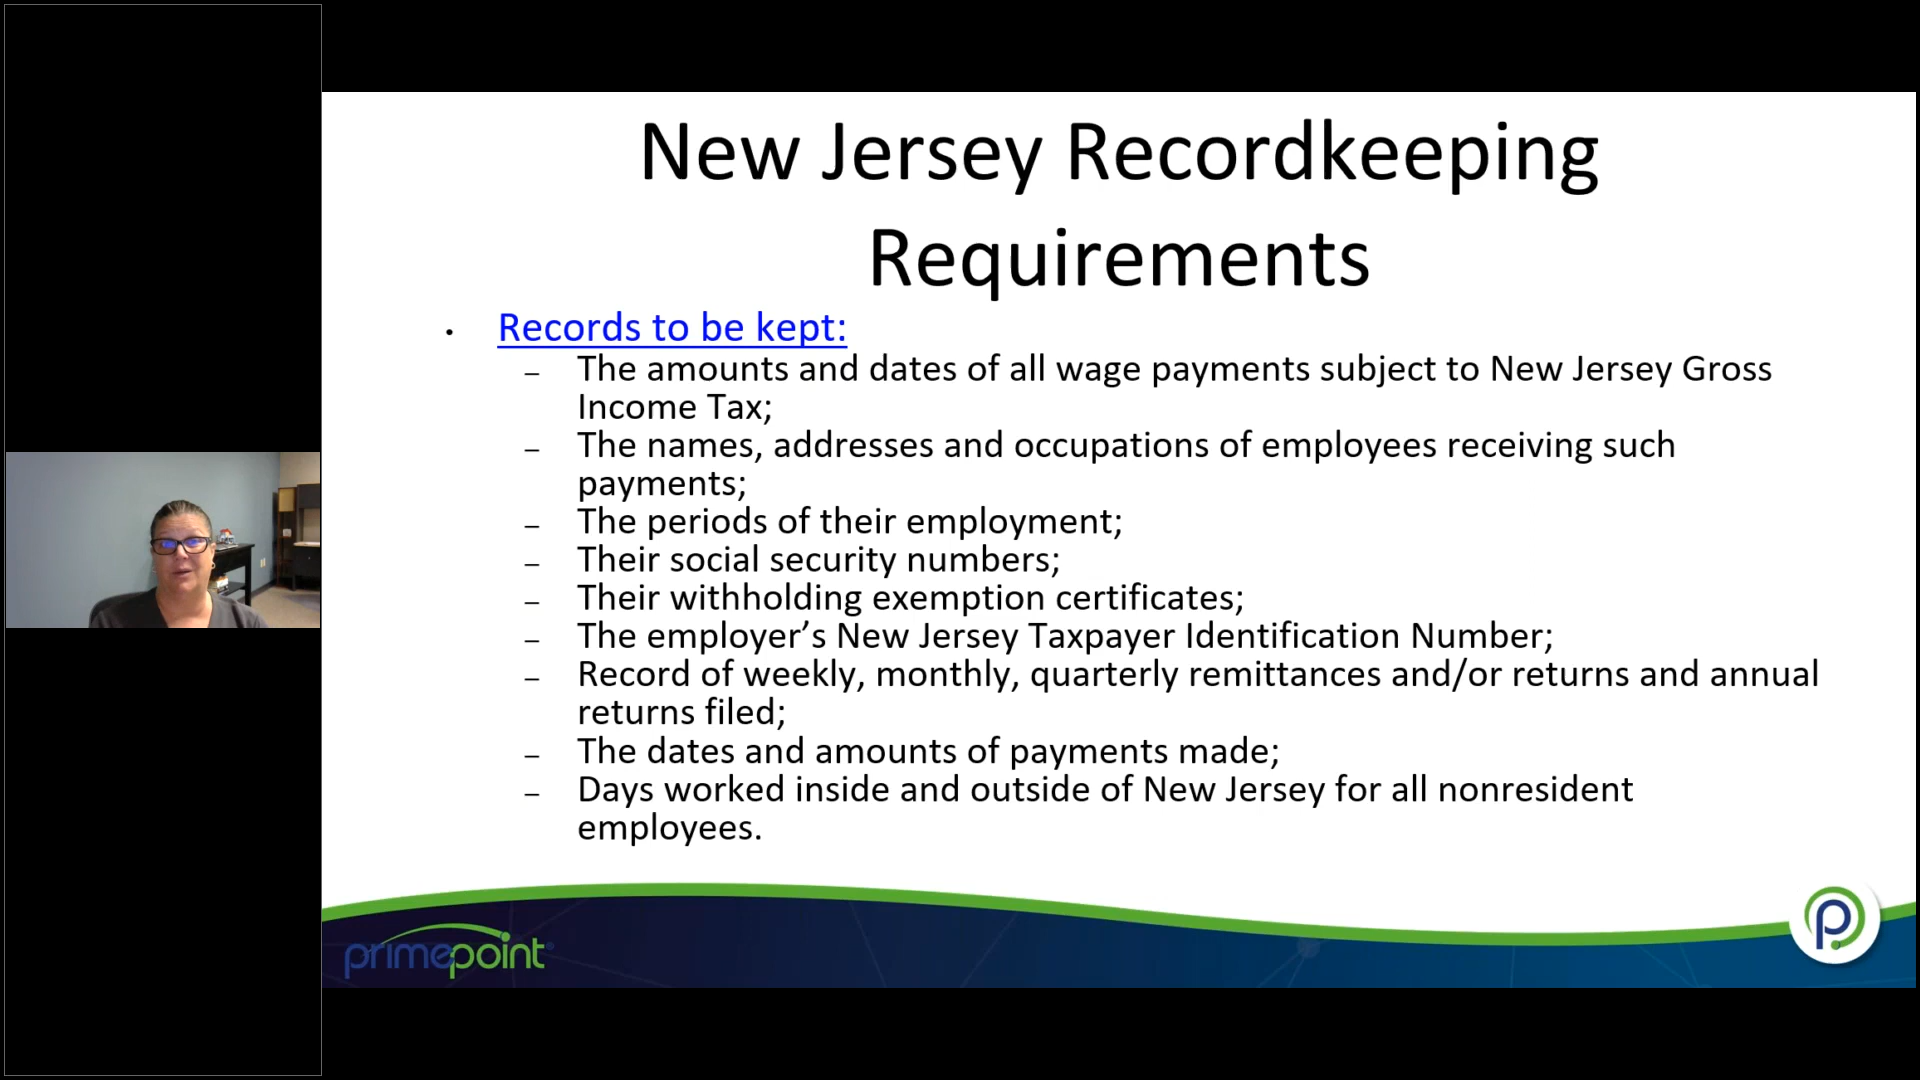 New Jersey Recordkeeping
Requirements
• Records to be kept:
– The amounts and dates of all wage payments subject to New Jersey Gross
Income Tax;
– The names, addresses and occupations of employees receiving such
payments;
– The periods of their employment;
– Their social security numbers;
– Their withholding exemption certificates;
– The employer’s New Jersey Taxpayer Identification Number;
– Record of weekly, monthly, quarterly remittances and/or returns and annual
returns filed;
– The dates and amounts of payments made;
– Days worked inside and outside of New Jersey for all nonresident
employees.
primepoint®
p